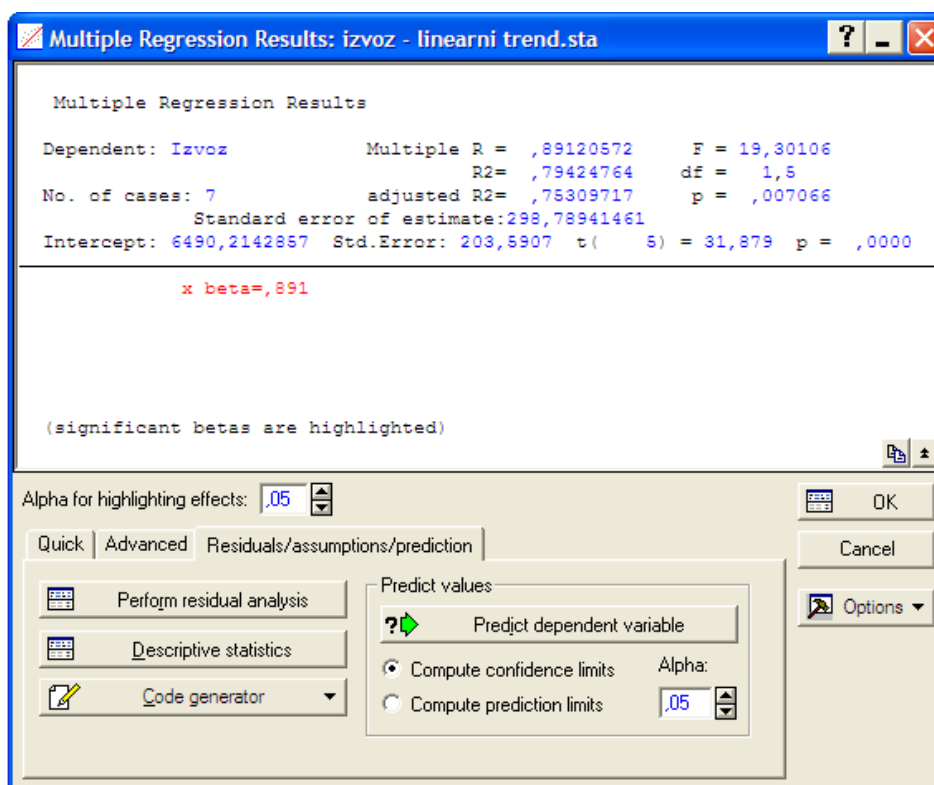 Multiple Regression Results: izvoz - linearni trend.sta
Multiple Regression Results
Dependent: Izvoz Multiple R = ,89120572 F = 19,30106
R2= ,79424764 df = 1,5
No. of cases: 7 adjusted R2= ,75309717 p = ,007066
Standard error of estimate:298,78941461
Intercept: 6490,2142857 Std.Error: 203,5907 t( 5) = 31,879 p = ,0000
x beta=,891
(significant betas are highlighted)
Alpha for highlighting effects: ,05
OK
Quick Advanced Residuals/assumptions/prediction
Cancel
Predict values
Perform residual analysis
Predict dependent variable
Options
Descriptive statistics
Compute confidence limits Alpha:
Code generator
Compute prediction limits ,05